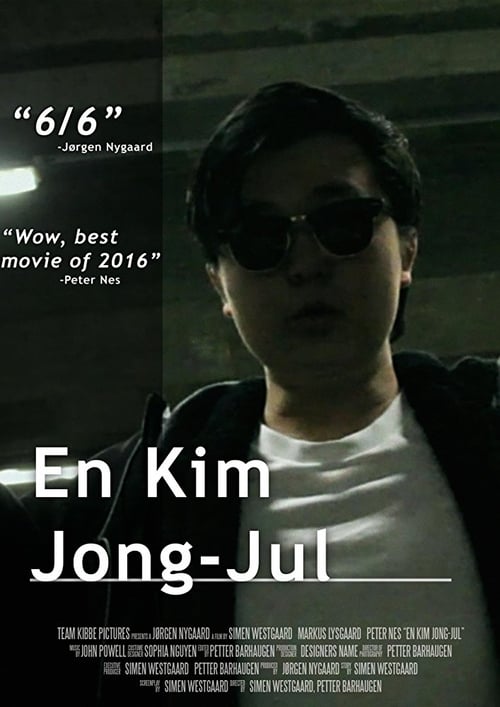 “6/6”
-Jørgen Nygaard
“Wow, best
movie of 2016”
-Peter Nes
En Kim
Jong-Jul
TEAM KIBBE PICTURES PRESENTS A JØRGEN NYGAARD A FILM BY SIMEN WESTGAARD MARKUS LYSGAARD PETER NES "EN KIM JONG-JUL"
MUSIC BY JOHN POWELL COSTUME DESIGNER SOPHIA NGUYEN EDITED BY PETTER BARHAUGEN PRODUCTION DESIGNER DESIGNERS NAME DIRECTOR OF PHOTOGRAPHY PETTER BARHAUGEN
EXECUTIVE PRODUCER SIMEN WESTGAARD PETTER BARHAUGEN PRODUCED BY JØRGEN NYGAARD STORY BY SIMEN WESTGAARD
SCREENPLAY BY SIMEN WESTGAARD DIRECTED BY SIMEN WESTGAARD, PETTER BARHAUGEN